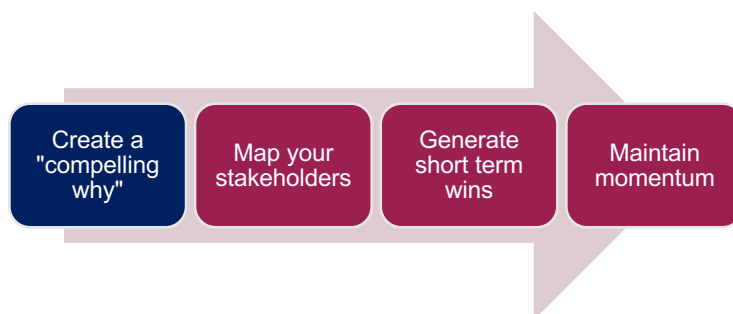 Create a
"compelling
why"
Map your
stakeholders
Generate
short term
wins
Maintain
momentum